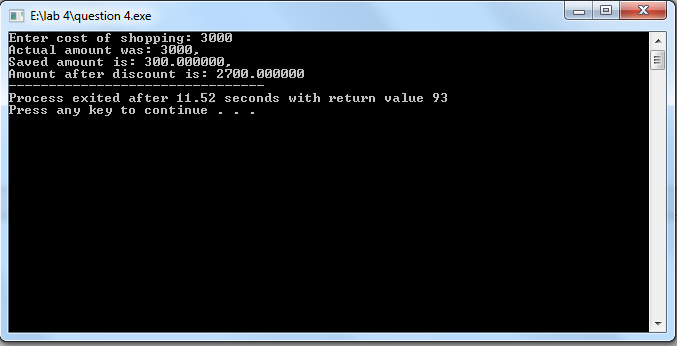 E:\lab 4\question 4.exe
Enter cost of shopping: 3000
Actual amount was: 3000,
Saved amount is: 300.000000,
Amount after discount is: 2700.000000
--------------------------------
Process exited after 11.52 seconds with return value 93
Press any key to continue . . .